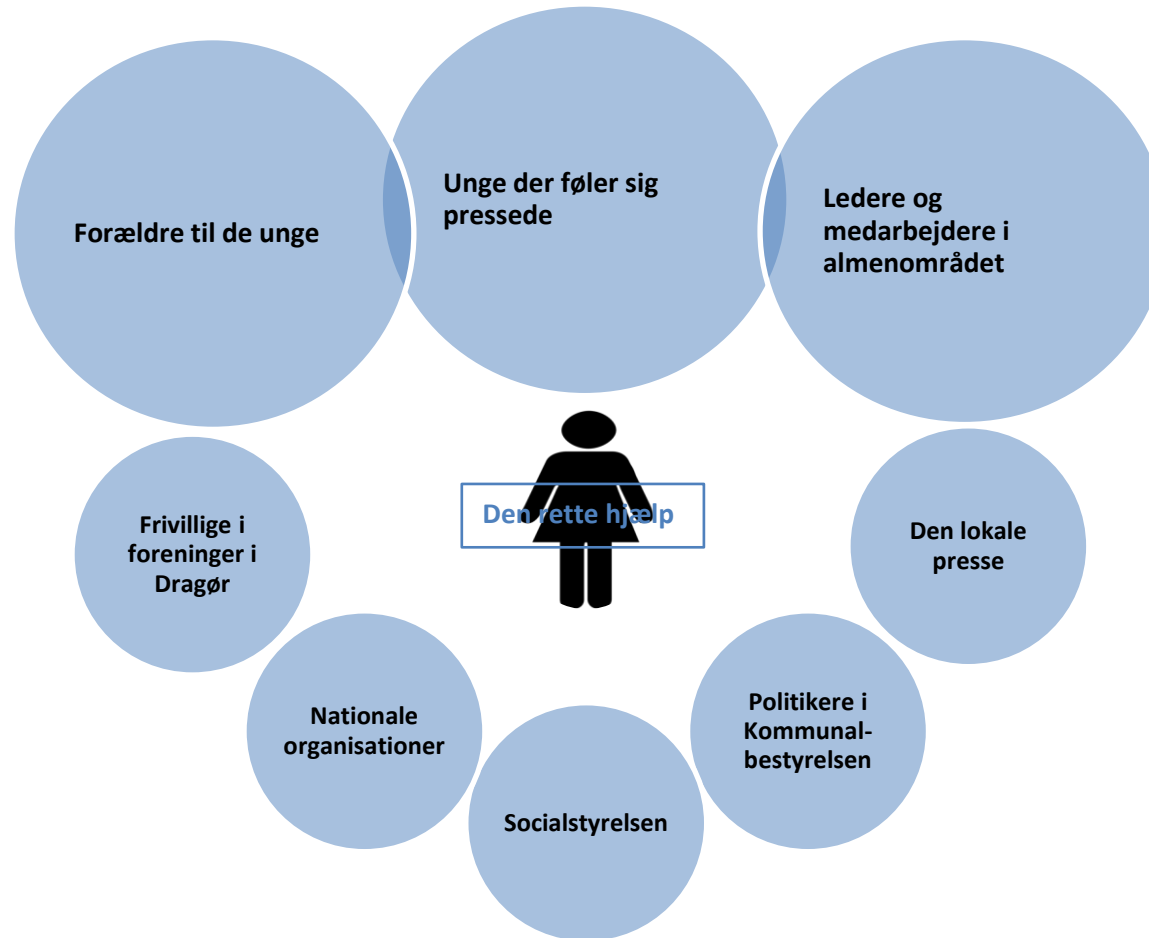 Forældre til de unge
Unge der føler sig
pressede
Ledere og
medarbejdere i
almenområdet
Den rette hjælp
Frivillige i
foreninger i
Dragør
Den lokale
presse
Nationale
organisationer
Politikere i
Kommunal-
bestyrelsen
Socialstyrelsen